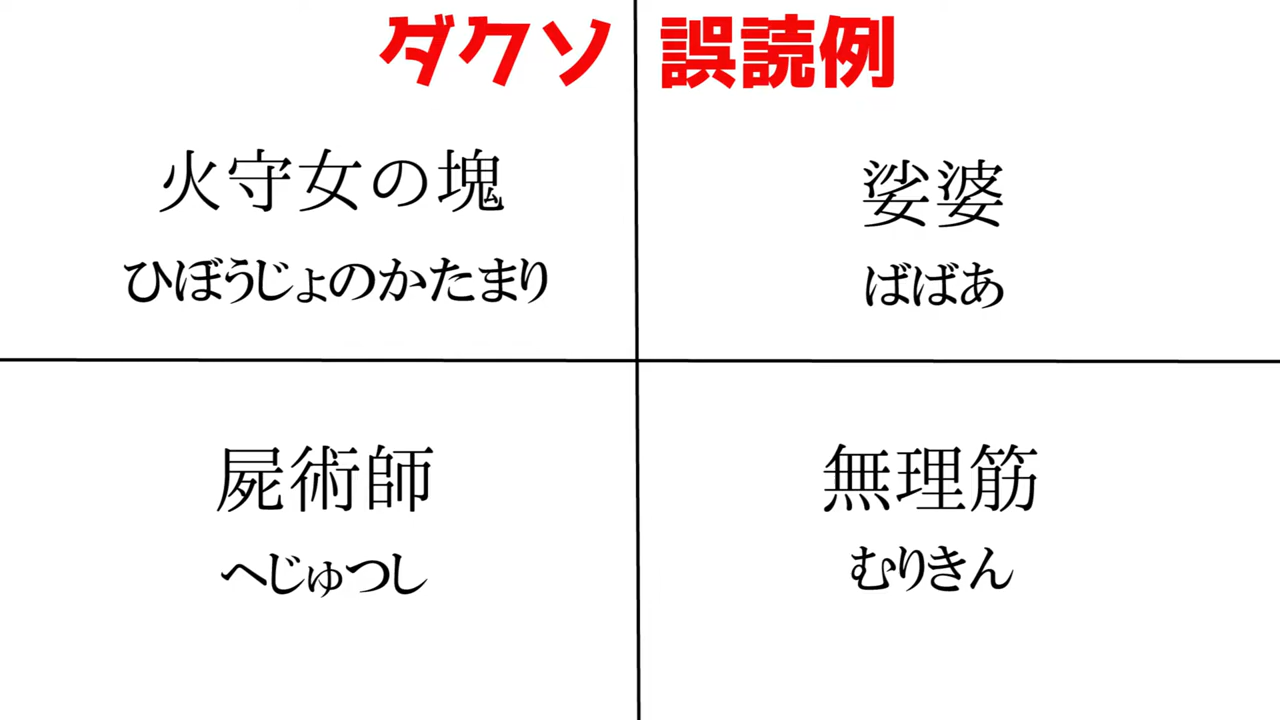 ダクソ 誤読例
火守女の塊
ひぼうじょのかたまり
娑婆
ばばあ
屍術師
へじゅつし
無理筋
むりきん